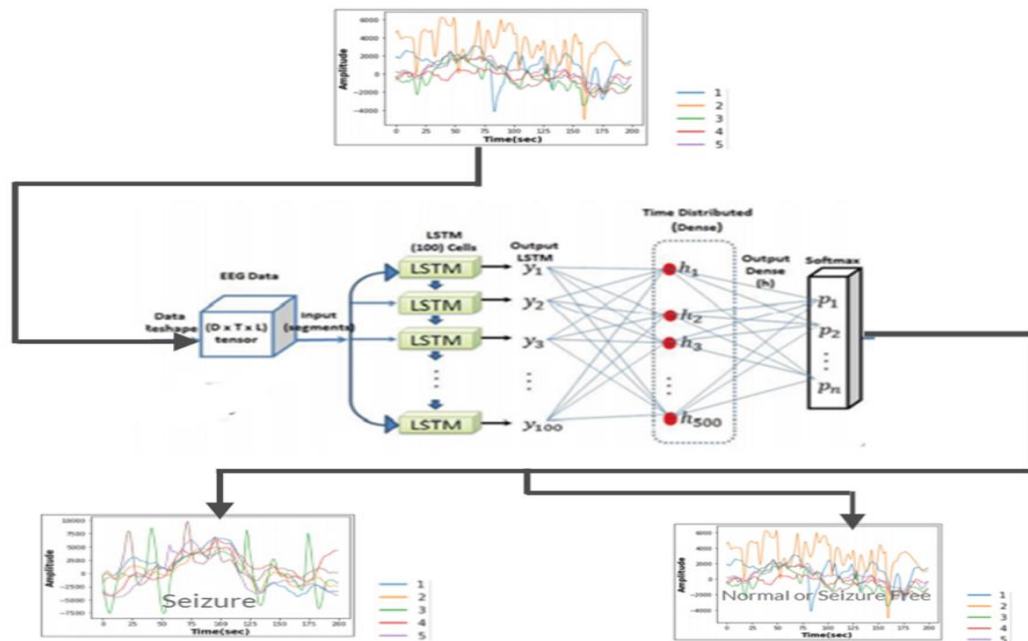 6000
4000
2000
0
−2000
−4000
Amplitude
0 25 50 75 100 125 150 175 200
Time(sec)
1
2
3
4
5
Data
Reshape
EEG Data
(D x T x L)
tensor
Input
(segments)
LSTM
(100) Cells
LSTM
LSTM
LSTM
⋮
LSTM
Output
LSTM
y₁
y₂
y₃
⋮
y₁₀₀
Time Distributed
(Dense)
h₁
h₂
h₃
⋮
h₅₀₀
Output
Dense
(h)
Softmax
p₁
p₂
⋮
pₙ
10000
7500
5000
2500
0
−2500
−5000
−7500
Amplitude
Seizure
0 25 50 75 100 125 150 175 200
Time(sec)
1
2
3
4
5
6000
4000
2000
0
−2000
−4000
Amplitude
Normal or Seizure Free
0 25 50 75 100 125 150 175 200
Time(sec)
1
2
3
4
5